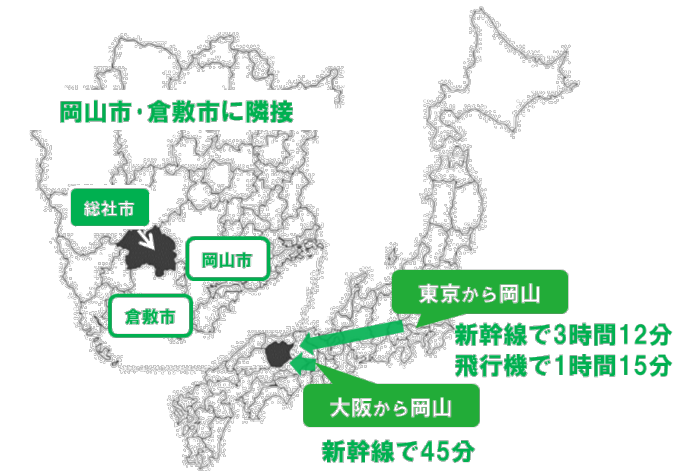 岡山市・倉敷市に隣接
総社市
岡山市
倉敷市
東京から岡山
新幹線で3時間12分
飛行機で1時間15分
大阪から岡山
新幹線で45分